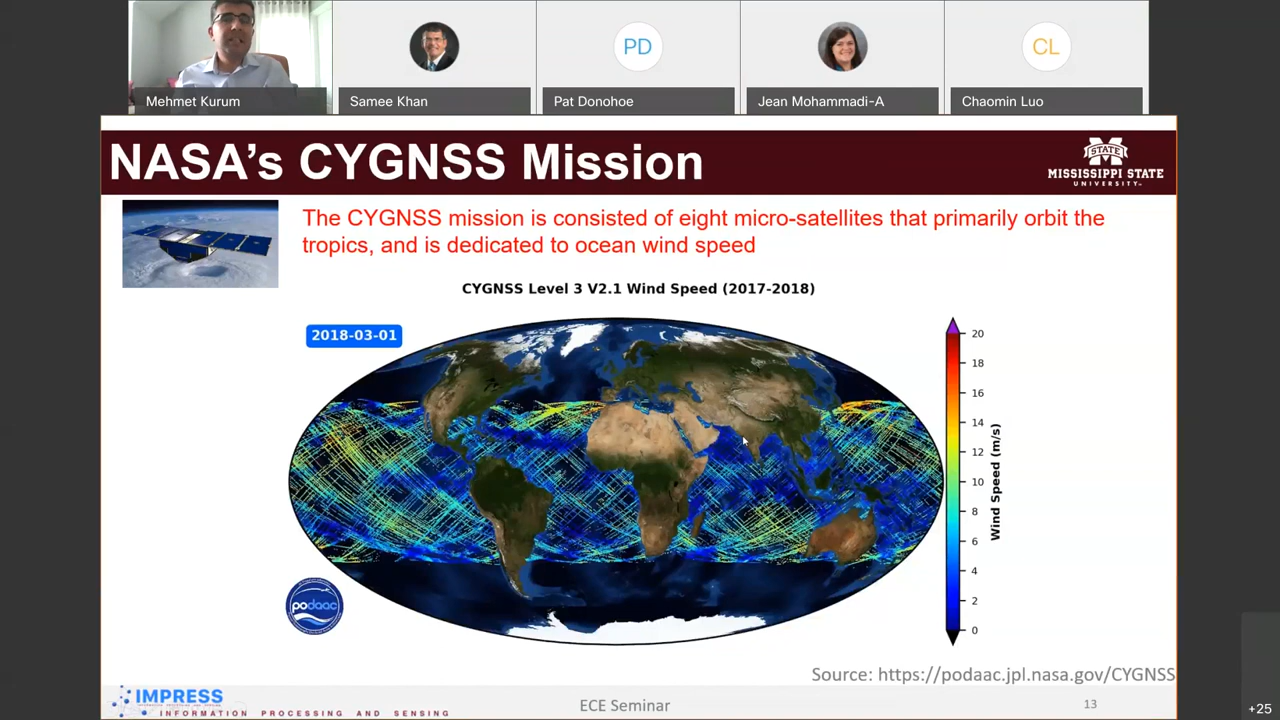 PD
CL
Mehmet Kurum
Samee Khan
Pat Donohoe
Jean Mohammadi-A
Chaomin Luo
NASA's CYGNSS Mission
STATE
MISSISSIPPI STATE
UNIVERSITY™
The CYGNSS mission is consisted of eight micro-satellites that primarily orbit the
tropics, and is dedicated to ocean wind speed
CYGNSS Level 3 V2.1 Wind Speed (2017-2018)
2018-03-01
20
18
16
14
12
10
8
6
4
2
0
Wind Speed (m/s)
podaac
Source: https://podaac.jpl.nasa.gov/CYGNSS
IMPRESS
INFORMATION PROCESSING AND SENSING
ECE Seminar
13
+25